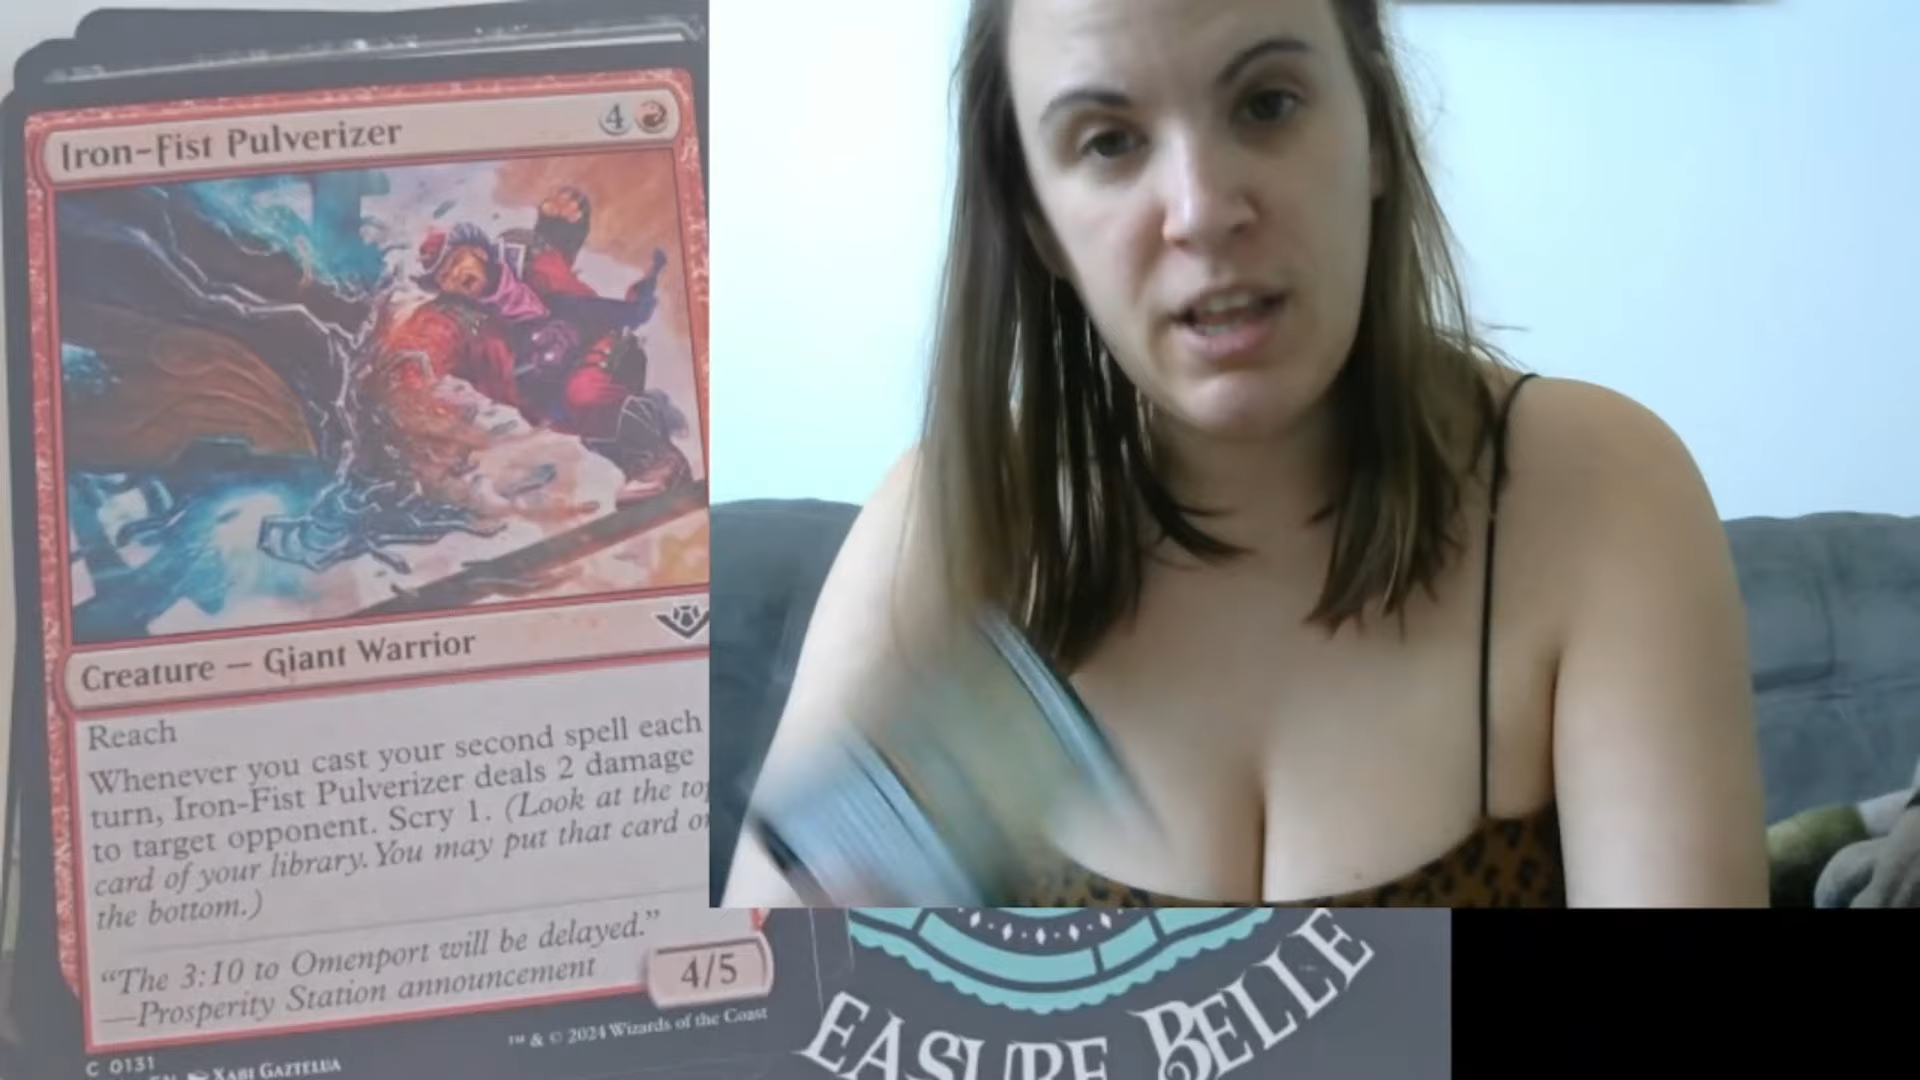 Iron-Fist Pulverizer
4
Creature — Giant Warrior
Reach
Whenever you cast your second spell each
turn, Iron-Fist Pulverizer deals 2 damage
to target opponent. Scry 1. (Look at the
card of your library. You may put that card
the bottom.)
"The 3:10 to Omenport will be delayed."
—Prosperity Station announcement
4/5
™ & © 2024 Wizards of the Coast
C 0131
XABI GAZTELUA
EASURE BELLE